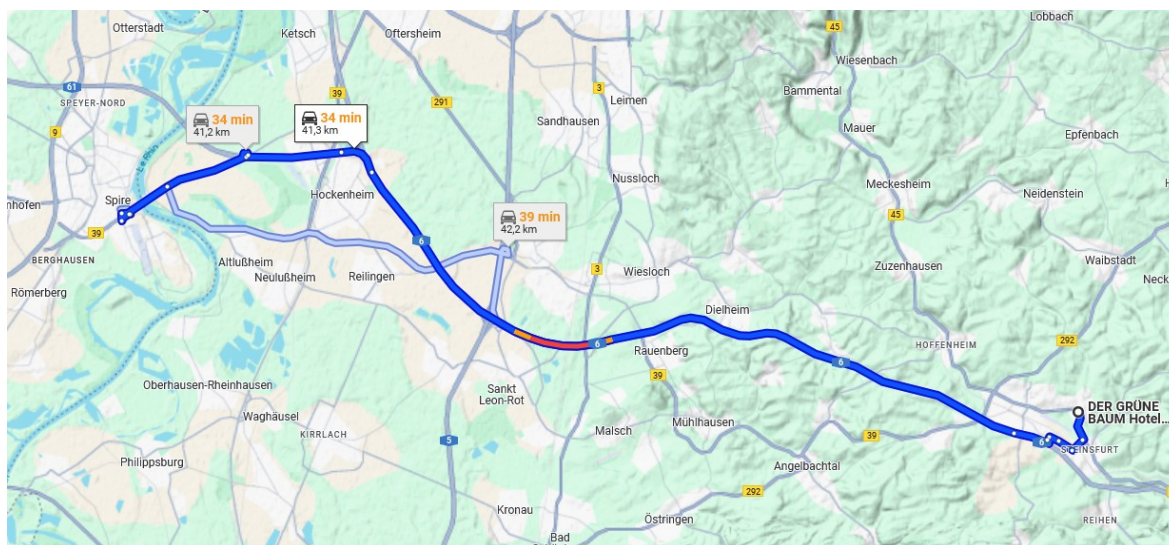 Otterstadt
Ketsch
Oftersheim
Lobbach
45
Wiesenbach
61
SPEYER-NORD
39
291
3
Leimen
Bammental
34 min
41,2 km
34 min
41,3 km
Sandhausen
Mauer
Epfenbach
9
Le Rhin
Nussloch
Meckesheim
Neidenstein
nhofen
Spire
Hockenheim
39 min
42,2 km
45
39
6
BERGHAUSEN
Altlußheim
Neulußheim
Reilingen
3
Wiesloch
Zuzenhausen
Waibstadt
Römerberg
Neck
Dielheim
6
Rauenberg
HOFFENHEIM
292
6
Oberhausen-Rheinhausen
Sankt
Leon-Rot
39
Waghäusel
KIRRLACH
Malsch
Mühlhausen
39
DER GRÜNE
BAUM Hotel...
5
6
STEINSFURT
Philippsburg
Angelbachtal
292
Kronau
Östringen
REIHEN
Bad